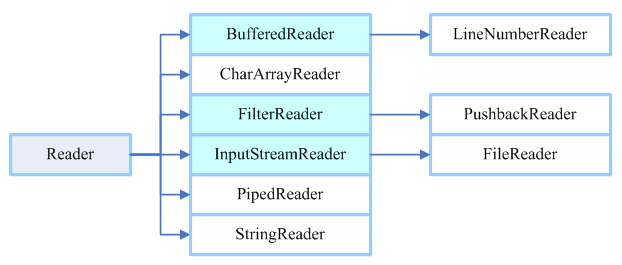 BufferedReader
LineNumberReader
CharArrayReader
FilterReader
PushbackReader
Reader
InputStreamReader
FileReader
PipedReader
StringReader